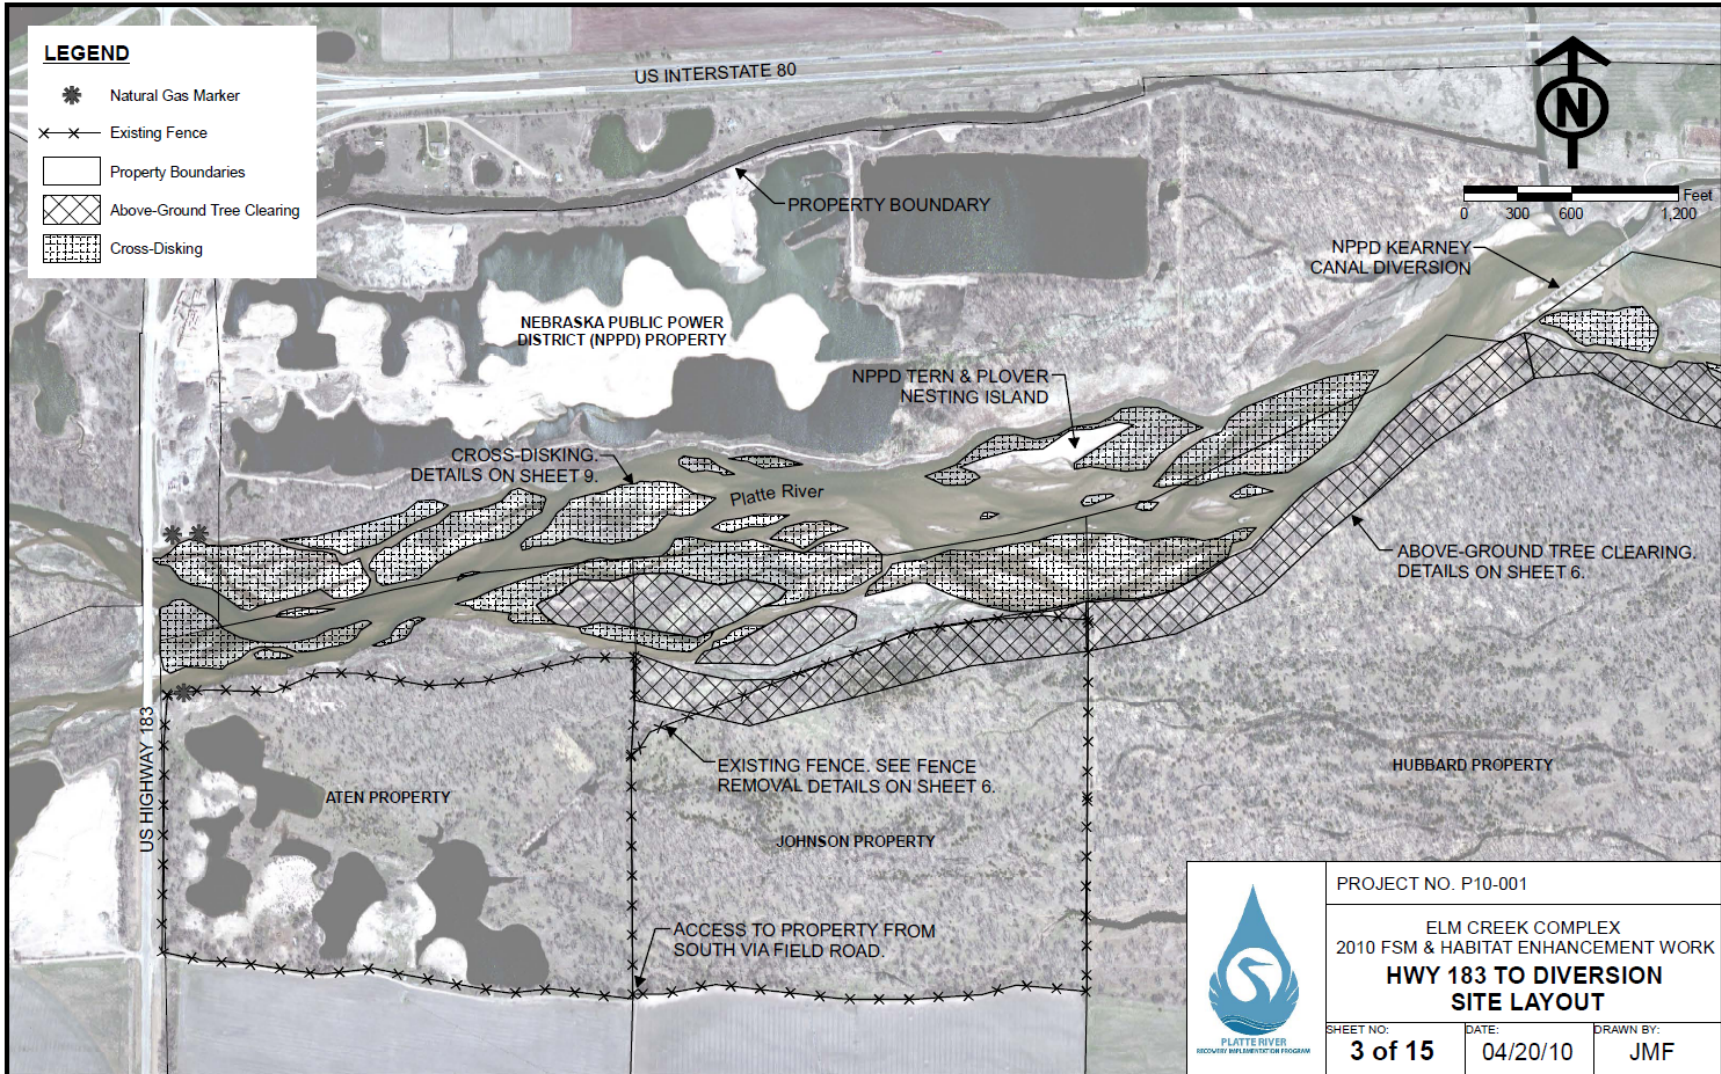 LEGEND
Natural Gas Marker
Existing Fence
Property Boundaries
Above-Ground Tree Clearing
Cross-Disking
US INTERSTATE 80
N
Feet
0 300 600 1,200
PROPERTY BOUNDARY
NPPD KEARNEY
CANAL DIVERSION
NEBRASKA PUBLIC POWER
DISTRICT (NPPD) PROPERTY
NPPD TERN & PLOVER
NESTING ISLAND
CROSS-DISKING.
DETAILS ON SHEET 9.
Platte River
ABOVE-GROUND TREE CLEARING.
DETAILS ON SHEET 6.
US HIGHWAY 183
EXISTING FENCE. SEE FENCE
REMOVAL DETAILS ON SHEET 6.
HUBBARD PROPERTY
ATEN PROPERTY
JOHNSON PROPERTY
ACCESS TO PROPERTY FROM
SOUTH VIA FIELD ROAD.
PROJECT NO. P10-001
ELM CREEK COMPLEX
2010 FSM & HABITAT ENHANCEMENT WORK
HWY 183 TO DIVERSION
SITE LAYOUT
PLATTE RIVER
RECOVERY IMPLEMENTATION PROGRAM
SHEET NO:
3 of 15
DATE:
04/20/10
DRAWN BY:
JMF